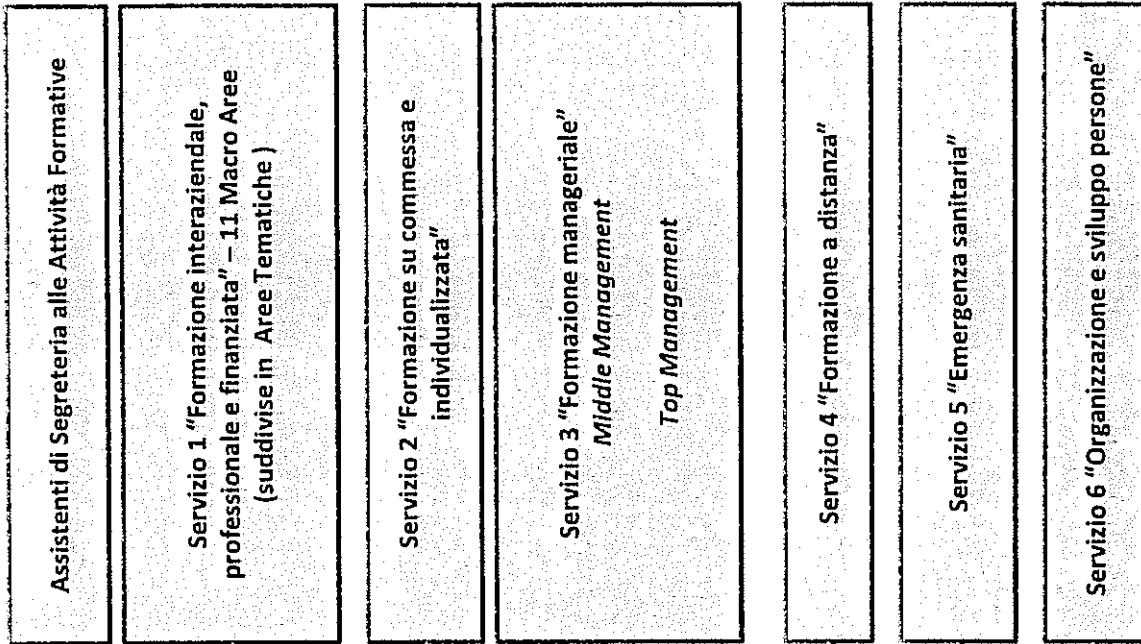 Assistenti di Segreteria alle Attività Formative
Servizio 1 "Formazione interaziendale,
professionale e finanziata" – 11 Macro Aree
(suddivise in Aree Tematiche )
Servizio 2 "Formazione su commessa e
individualizzata"
Servizio 3 "Formazione manageriale"
Middle Management
Top Management
Servizio 4 "Formazione a distanza"
Servizio 5 "Emergenza sanitaria"
Servizio 6 "Organizzazione e sviluppo persone"